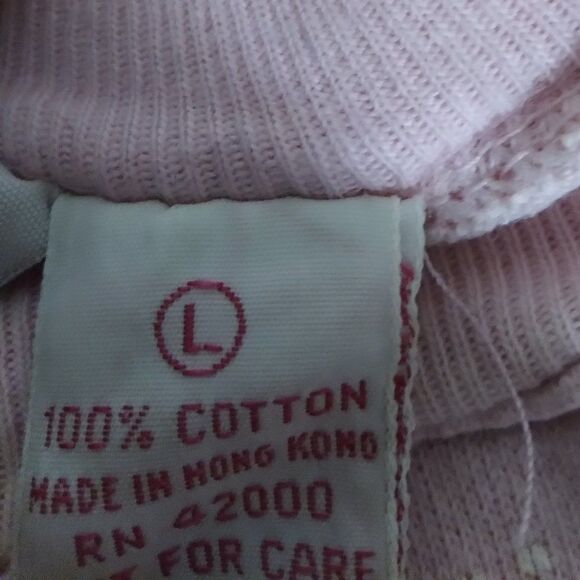 L
100% COTTON
MADE IN HONG KONG
RN 42000
FOR CARE